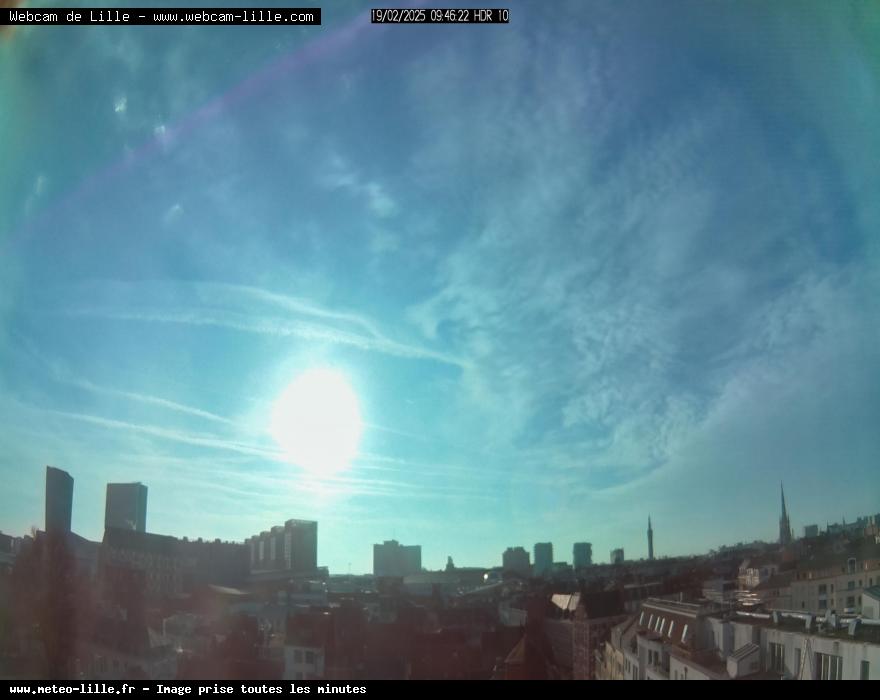 Webcam de Lille - www.webcam-lille.com
19/02/2025 09:46:22 HDR 10
www.meteo-lille.fr - Image prise toutes les minutes